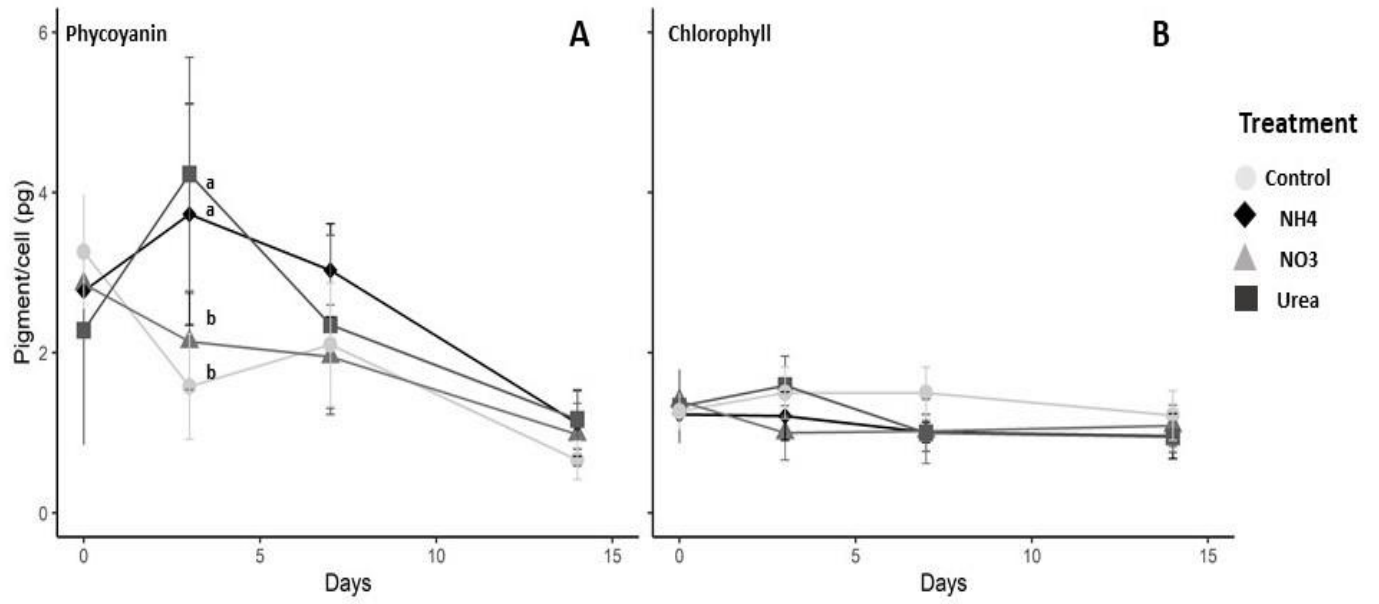 Phycoyanin A
Chlorophyll B
Treatment
Control
NH4
NO3
Urea
6
4
2
0
Pigment/cell (pg)
a
a
b
b
0 5 10 15
0 5 10 15
Days
Days